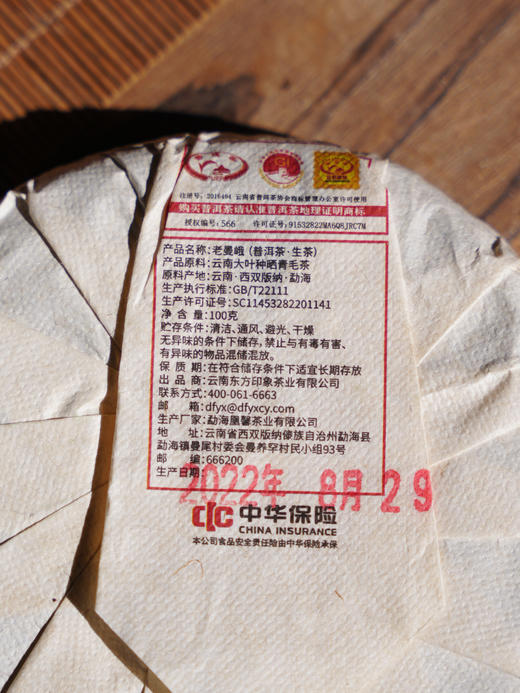 注册号：2016494 云南省普洱茶协会商标管理办公室许可使用
购买普洱茶请认准普洱茶地理证明商标
授权编号：566 许可证号：91532822MA6Q8JRC7M
产品名称：老曼峨（普洱茶·生茶）
产品原料：云南大叶种晒青毛茶
原料产地：云南·西双版纳·勐海
生产执行标准：GB/T22111
生产许可证号：SC11453282201141
净 含 量：100克
贮存条件：清洁、通风、避光、干燥
无异味的条件下储存，禁止与有毒有害、
有异味的物品混储混放。
保 质 期：在符合储存条件下适宜长期存放
出 品 商：云南东方印象茶业有限公司
联系方式：400-061-6663
邮 箱：dfyx@dfyxcy.com
生产厂家：勐海胤馨茶业有限公司
地 址：云南省西双版纳傣族自治州勐海县
勐海镇曼尾村委会曼养罕村民小组93号
邮 编：666200
生产日期：
2022年 8月29
中华保险
CHINA INSURANCE
本公司食品安全责任险由中华保险承保